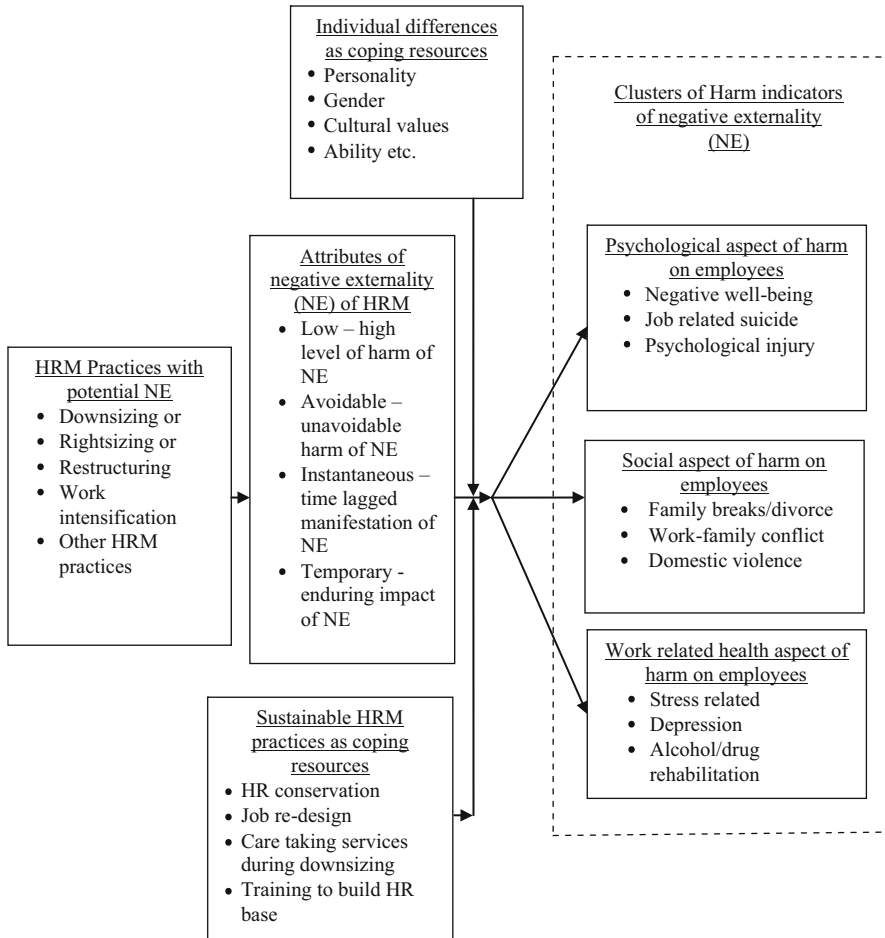 Individual differences
as coping resources
• Personality
• Gender
• Cultural values
• Ability etc.
Clusters of Harm indicators
of negative externality
(NE)
Attributes of
negative externality
(NE) of HRM
• Low – high
level of harm of
NE
• Avoidable –
unavoidable
harm of NE
• Instantaneous –
time lagged
manifestation of
NE
• Temporary -
enduring impact
of NE
HRM Practices with
potential NE
• Downsizing or
• Rightsizing or
• Restructuring
• Work
intensification
• Other HRM
practices
Psychological aspect of harm
on employees
• Negative well-being
• Job related suicide
• Psychological injury
Social aspect of harm on
employees
• Family breaks/divorce
• Work-family conflict
• Domestic violence
Work related health aspect of
harm on employees
• Stress related
• Depression
• Alcohol/drug
rehabilitation
Sustainable HRM
practices as coping
resources
• HR conservation
• Job re-design
• Care taking services
during downsizing
• Training to build HR
base